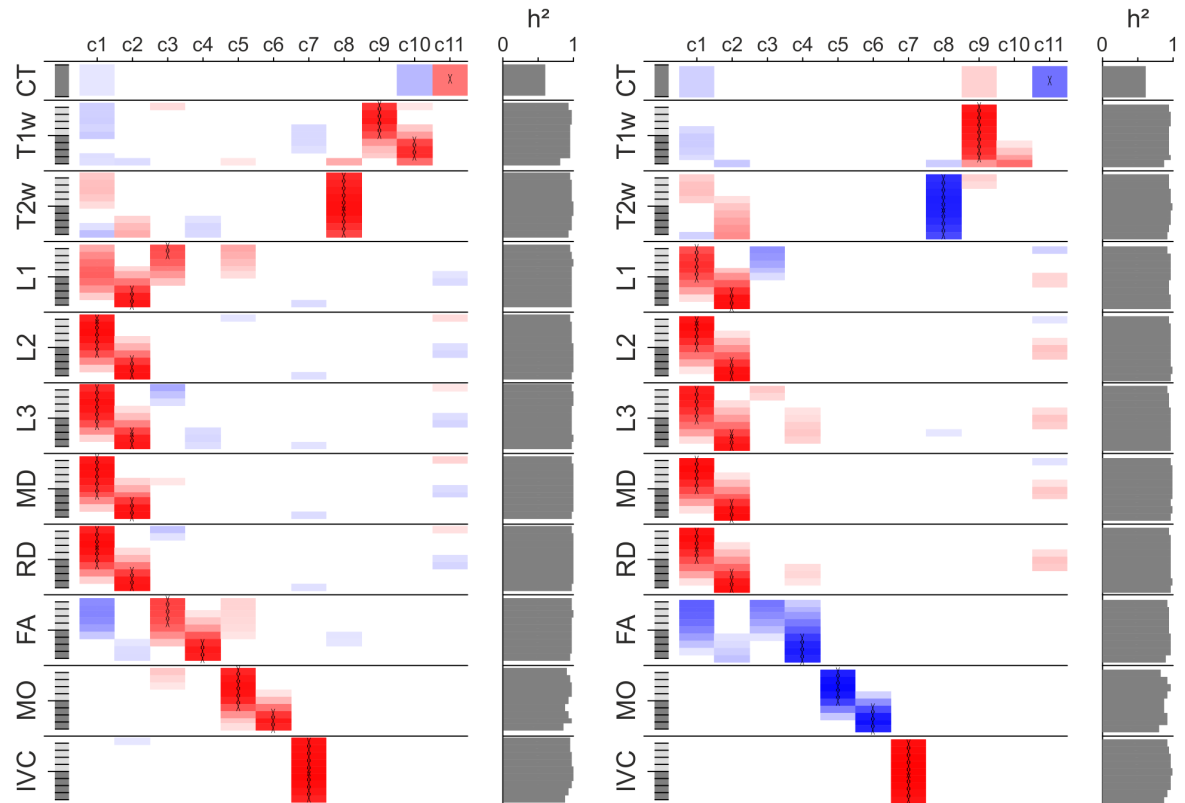 h² h²
0 1 0 1
c1 c2 c3 c4 c5 c6 c7 c8 c9 c10 c11 c1 c2 c3 c4 c5 c6 c7 c8 c9 c10 c11
CT CT
T1w T1w
T2w T2w
L1 L1
L2 L2
L3 L3
MD MD
RD RD
FA FA
MO MO
IVC IVC